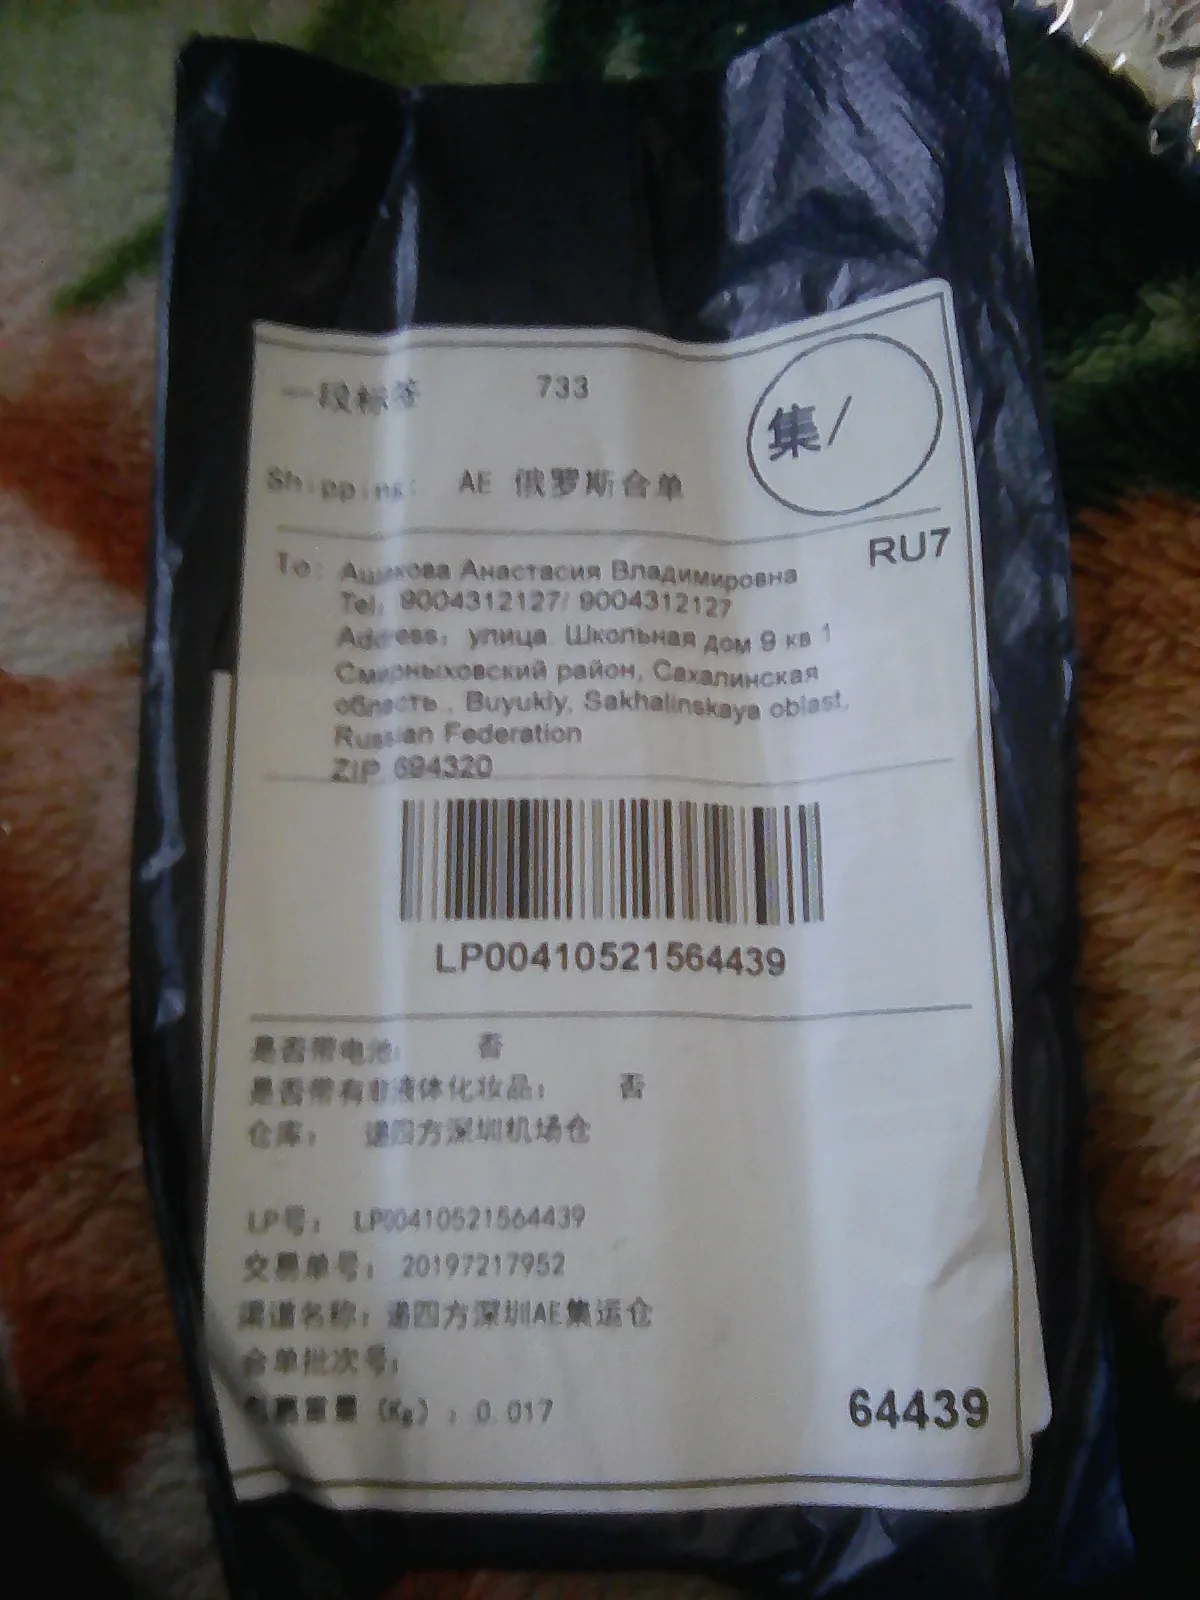 一段标签 733
集/
Shipping: AE 俄罗斯合单
RU7
To: Анастасия Владимировна
Tel: 9004312127/ 9004312127
Address: улица Школьная дом 9 кв 1
Смирныховский район, Сахалинская
область , Buyukly, Sakhalinskaya oblast,
Russian Federation
ZIP 694320
LP00410521564439
是否带电池: 否
是否带有非液体化妆品: 否
仓库: 递四方深圳机场仓
LP号: LP00410521564439
交易单号: 20197217952
渠道名称: 递四方深圳AE集运仓
合单批次号:
包裹重量 (Kg) : 0.017
64439